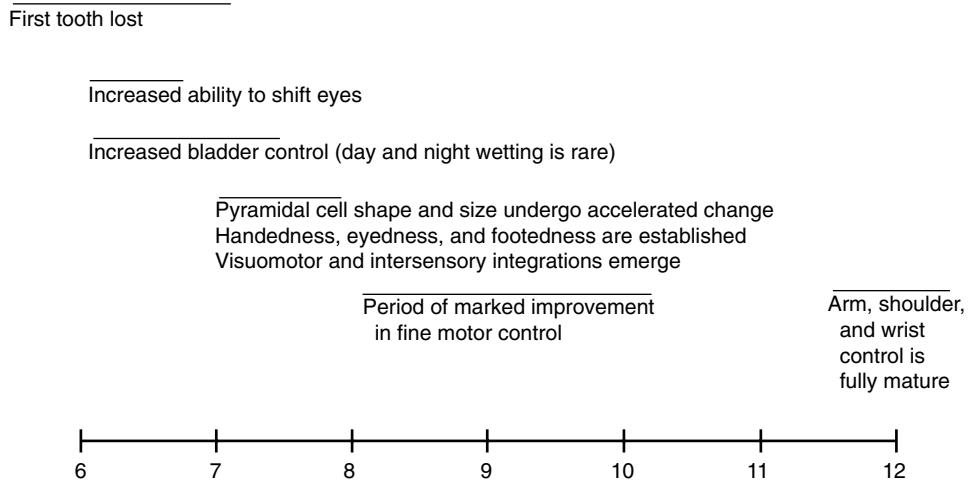 First tooth lost
Increased ability to shift eyes
Increased bladder control (day and night wetting is rare)
Pyramidal cell shape and size undergo accelerated change
Handedness, eyedness, and footedness are established
Visuomotor and intersensory integrations emerge
Period of marked improvement
in fine motor control
Arm, shoulder,
and wrist
control is
fully mature
6 7 8 9 10 11 12